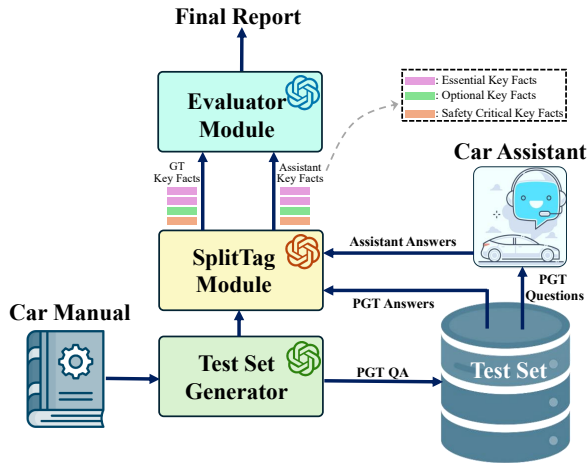 Final Report
Evaluator
Module
: Essential Key Facts
: Optional Key Facts
: Safety Critical Key Facts
GT
Key Facts
Assistant
Key Facts
Car Assistant
SplitTag
Module
Assistant Answers
PGT
Questions
PGT Answers
Car Manual
Test Set
Generator
PGT QA
Test Set